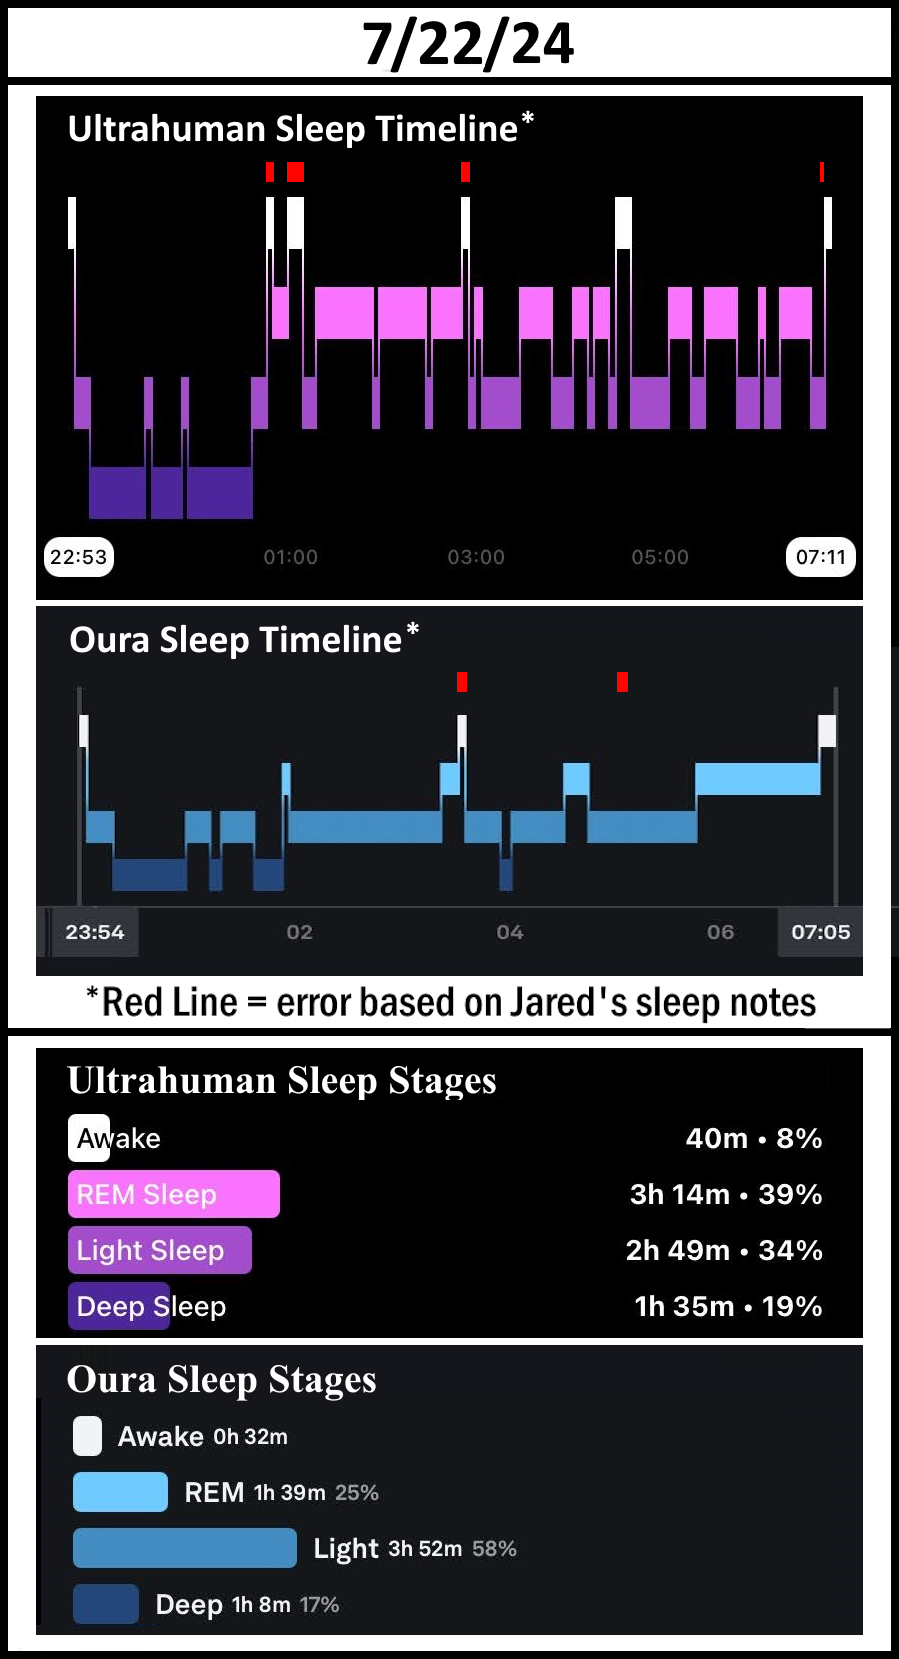 7/22/24
Ultrahuman Sleep Timeline*
22:53 01:00 03:00 05:00 07:11
Oura Sleep Timeline*
23:54 02 04 06 07:05
*Red Line = error based on Jared's sleep notes
Ultrahuman Sleep Stages
Awake 40m • 8%
REM Sleep 3h 14m • 39%
Light Sleep 2h 49m • 34%
Deep Sleep 1h 35m • 19%
Oura Sleep Stages
Awake 0h 32m
REM 1h 39m 25%
Light 3h 52m 58%
Deep 1h 8m 17%